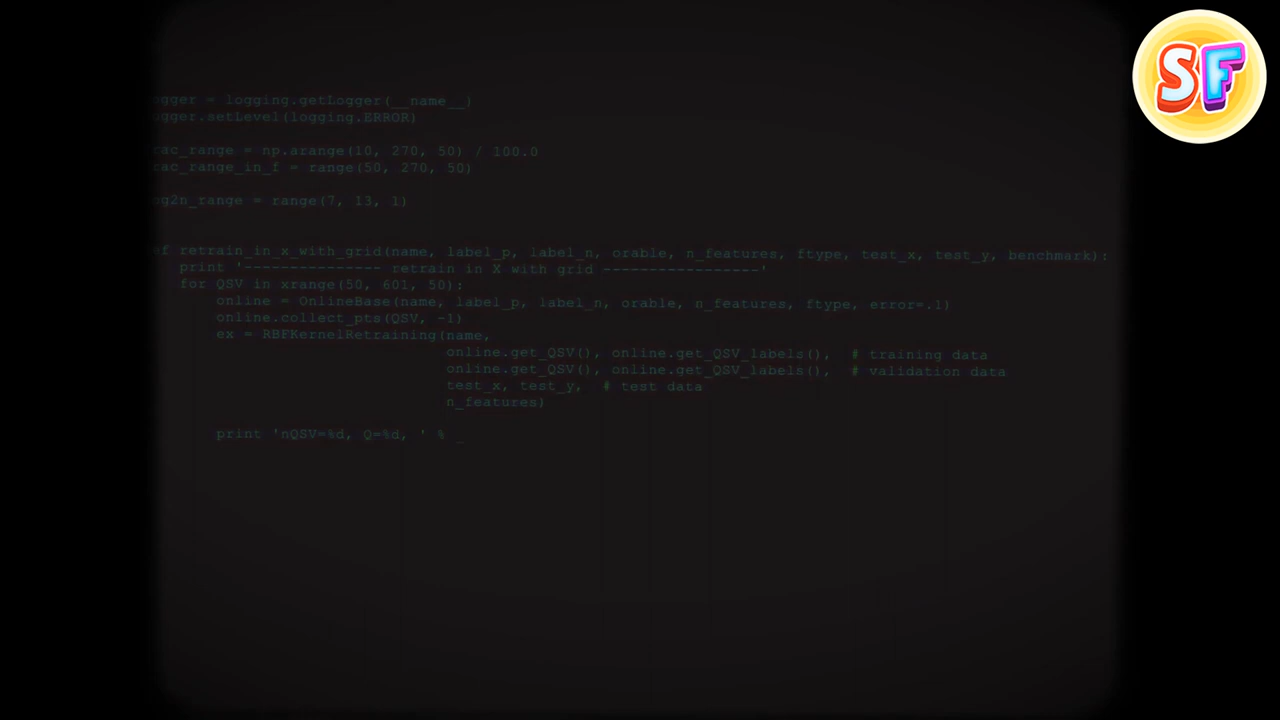 SF
ogger = logging.getLogger(__name__)
ogger.setLevel(logging.ERROR)
rac_range = np.arange(10, 270, 50) / 100.0
rac_range_in_f = range(50, 270, 50)
og2n_range = range(7, 13, 1)
ef retrain_in_x_with_grid(name, label_p, label_n, orable, n_features, ftype, test_x, test_y, benchmark):
print '--------------- retrain in X with grid -----------------'
for QSV in xrange(50, 601, 50):
online = OnlineBase(name, label_p, label_n, orable, n_features, ftype, error=.1)
online.collect_pts(QSV, -1)
ex = RBFKernelRetraining(name,
online.get_QSV(), online.get_QSV_labels(), # training data
online.get_QSV(), online.get_QSV_labels(), # validation data
test_x, test_y, # test data
n_features)
print 'nQSV=%d, Q=%d, ' % _